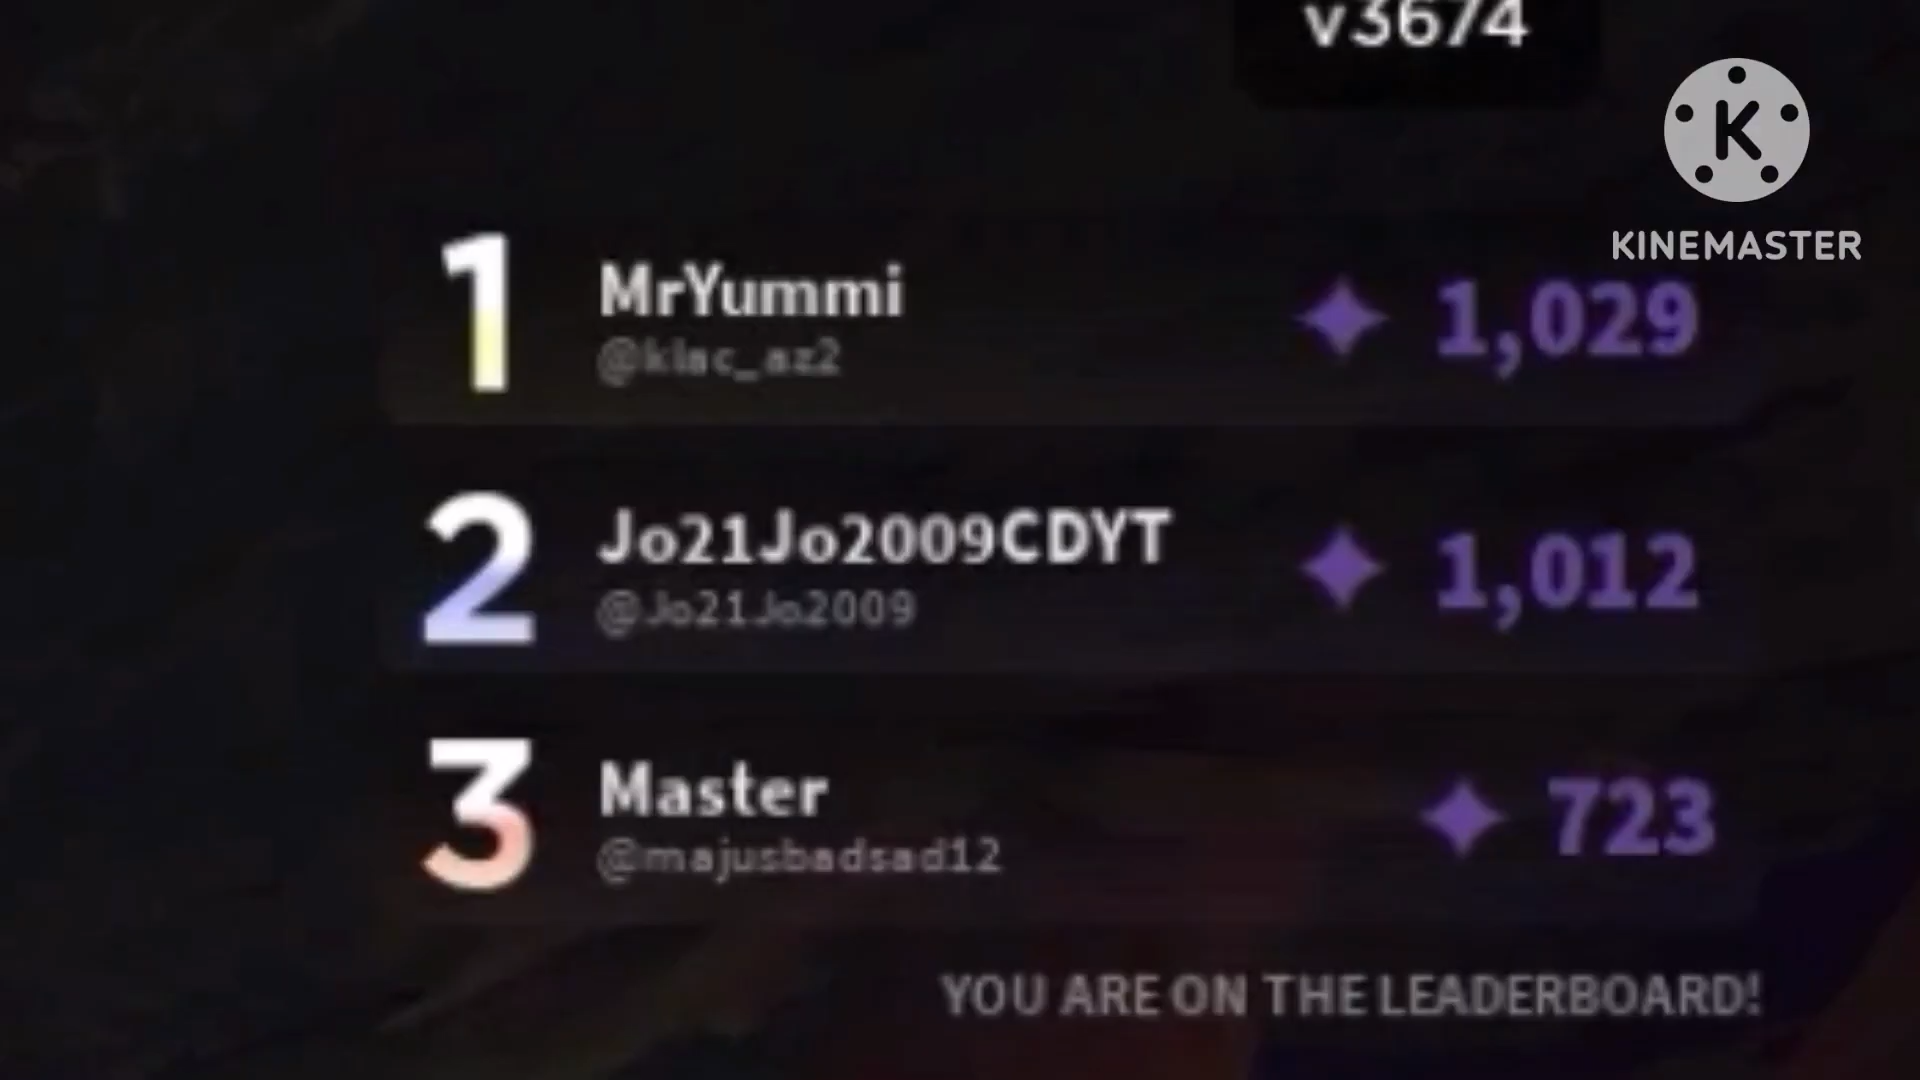 v3674
KINEMASTER
1
MrYummi
@klac_az2
1,029
2
Jo21Jo2009CDYT
@Jo21Jo2009
1,012
3
Master
@majusbadsad12
723
YOU ARE ON THE LEADERBOARD!